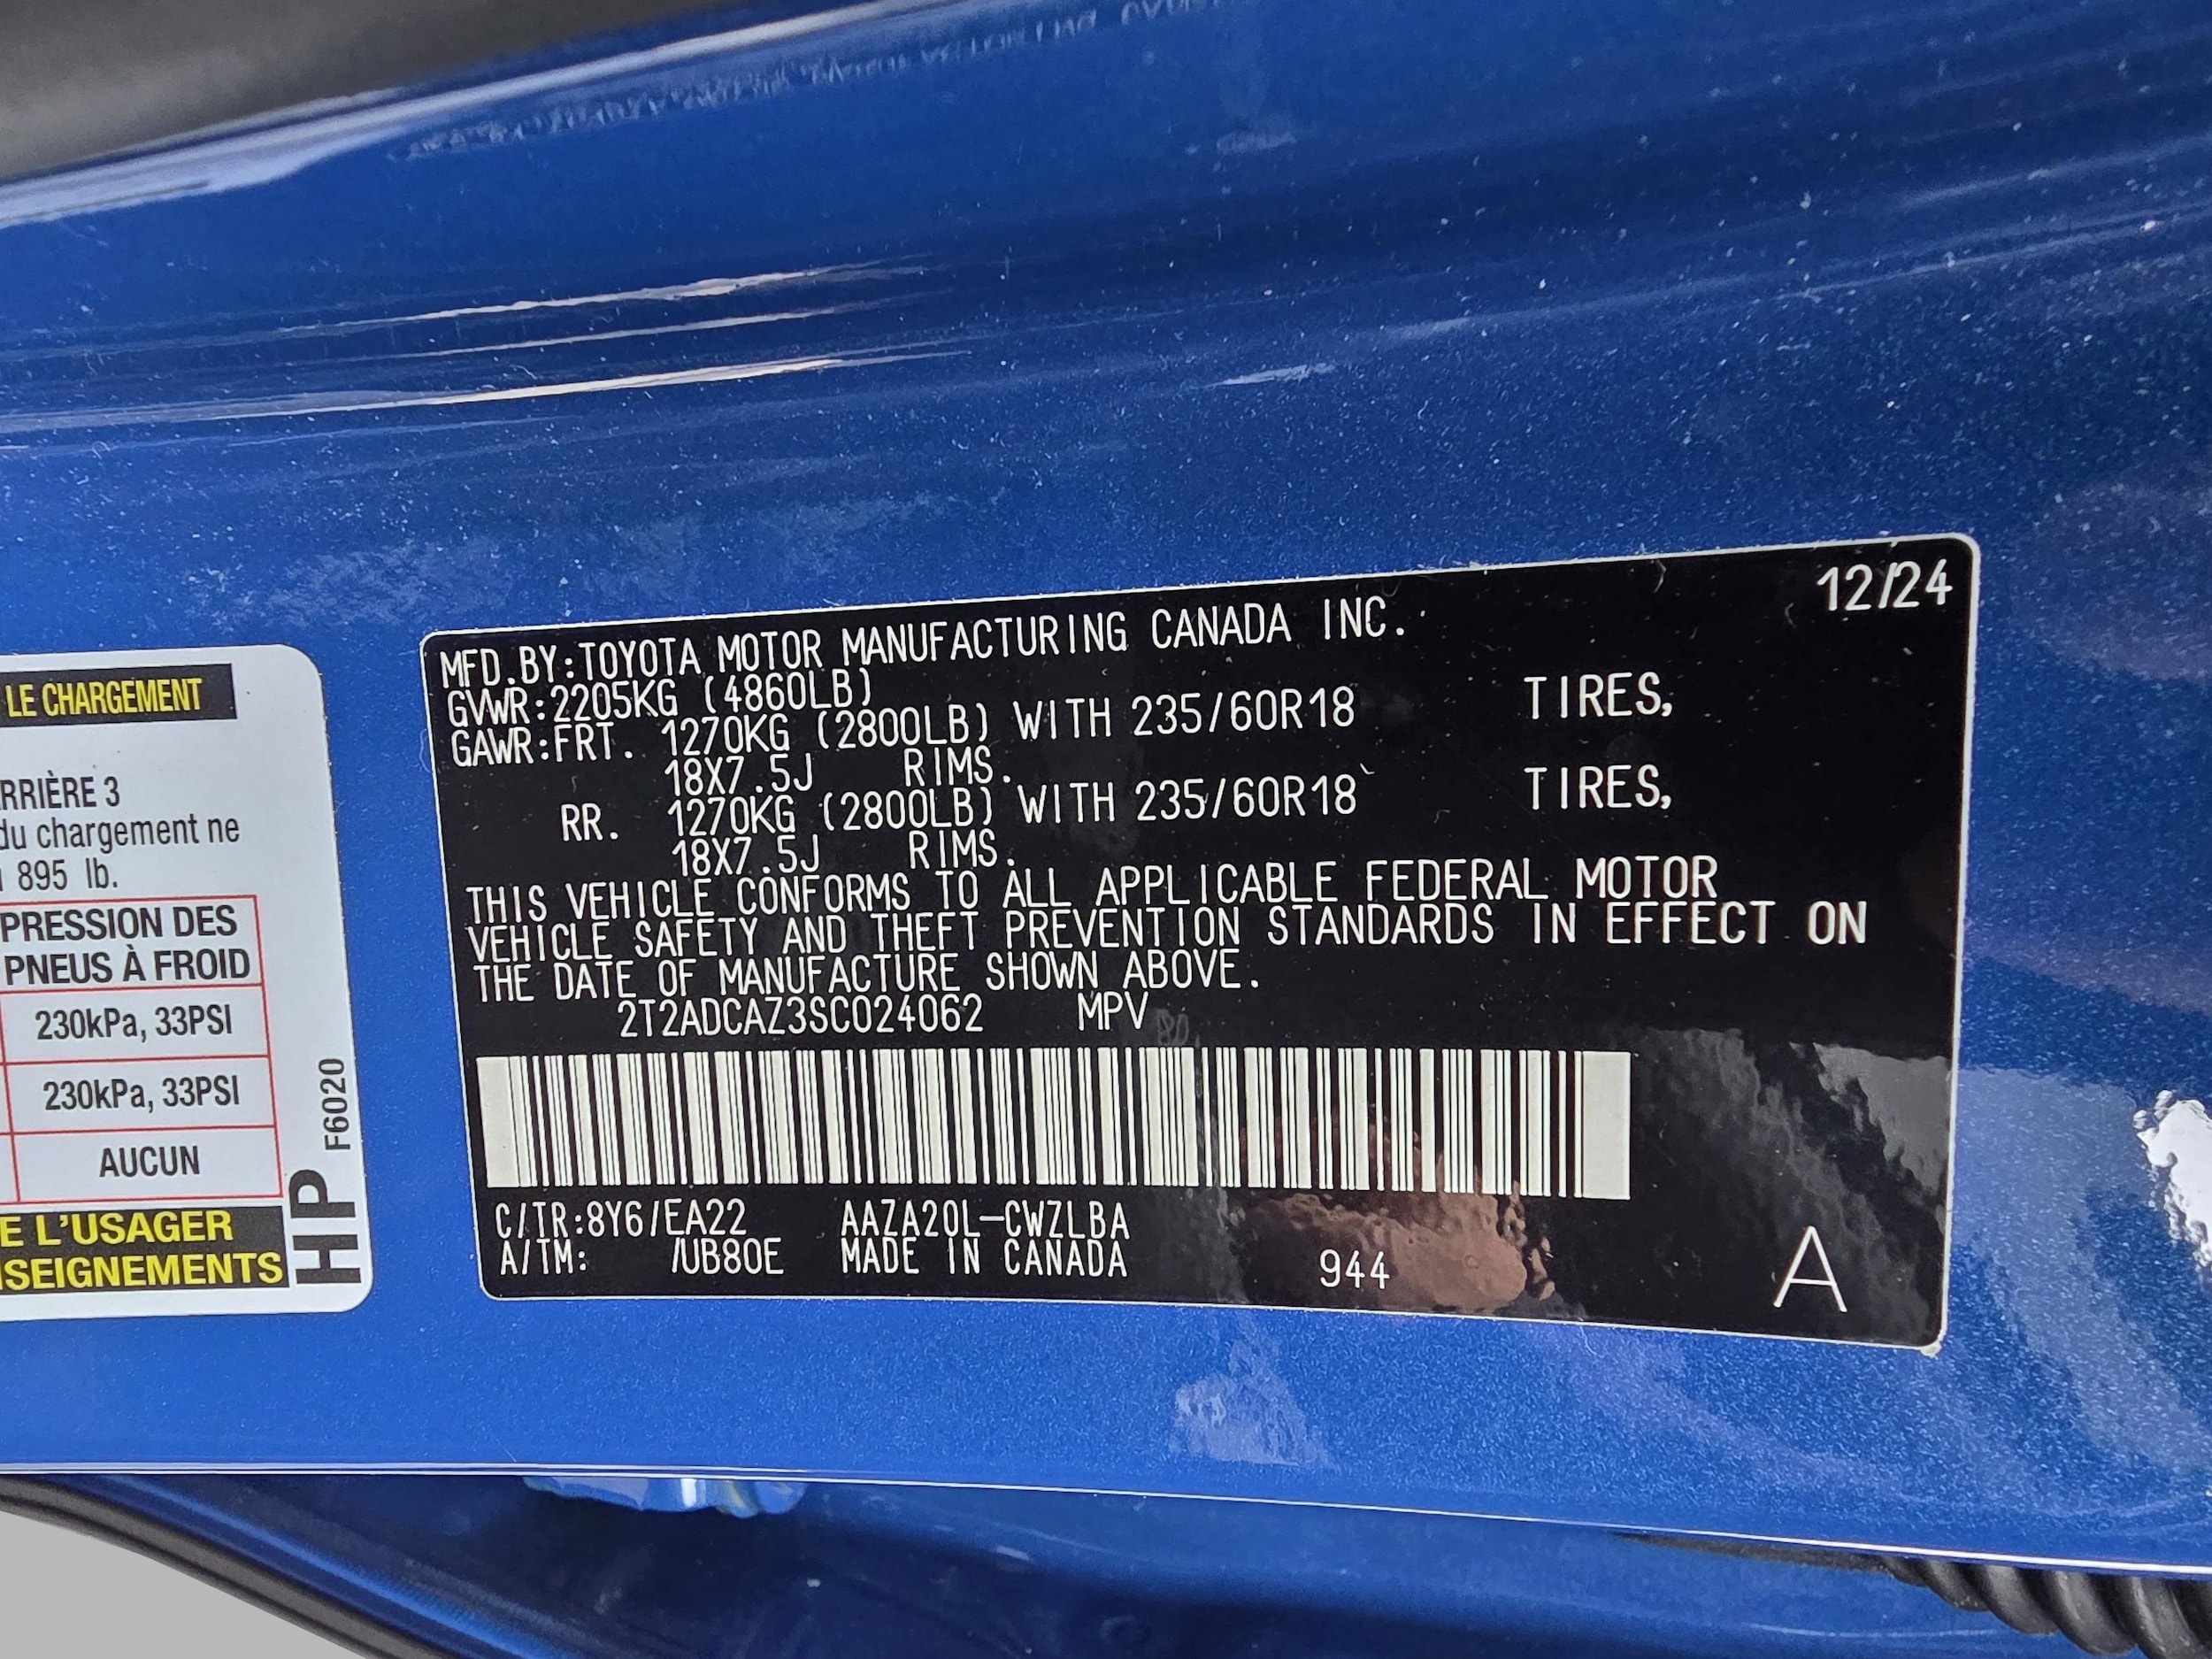 LE CHARGEMENT
RRIÈRE 3
du chargement ne
895 lb.
PRESSION DES
PNEUS À FROID
230kPa, 33PSI
230kPa, 33PSI
AUCUN
E L'USAGER
SEIGNEMENTS
HP F6020
12/24
MFD.BY:TOYOTA MOTOR MANUFACTURING CANADA INC.
GVWR:2205KG (4860LB)
GAWR:FRT. 1270KG (2800LB) WITH 235/60R18 TIRES,
18X7.5J RIMS.
RR. 1270KG (2800LB) WITH 235/60R18 TIRES,
18X7.5J RIMS.
THIS VEHICLE CONFORMS TO ALL APPLICABLE FEDERAL MOTOR
VEHICLE SAFETY AND THEFT PREVENTION STANDARDS IN EFFECT ON
THE DATE OF MANUFACTURE SHOWN ABOVE.
2T2ADCAZ3SC024062 MPV
C/TR:8Y6/EA22 AAZA20L-CWZLBA
A/TM: /UB80E MADE IN CANADA
944
A